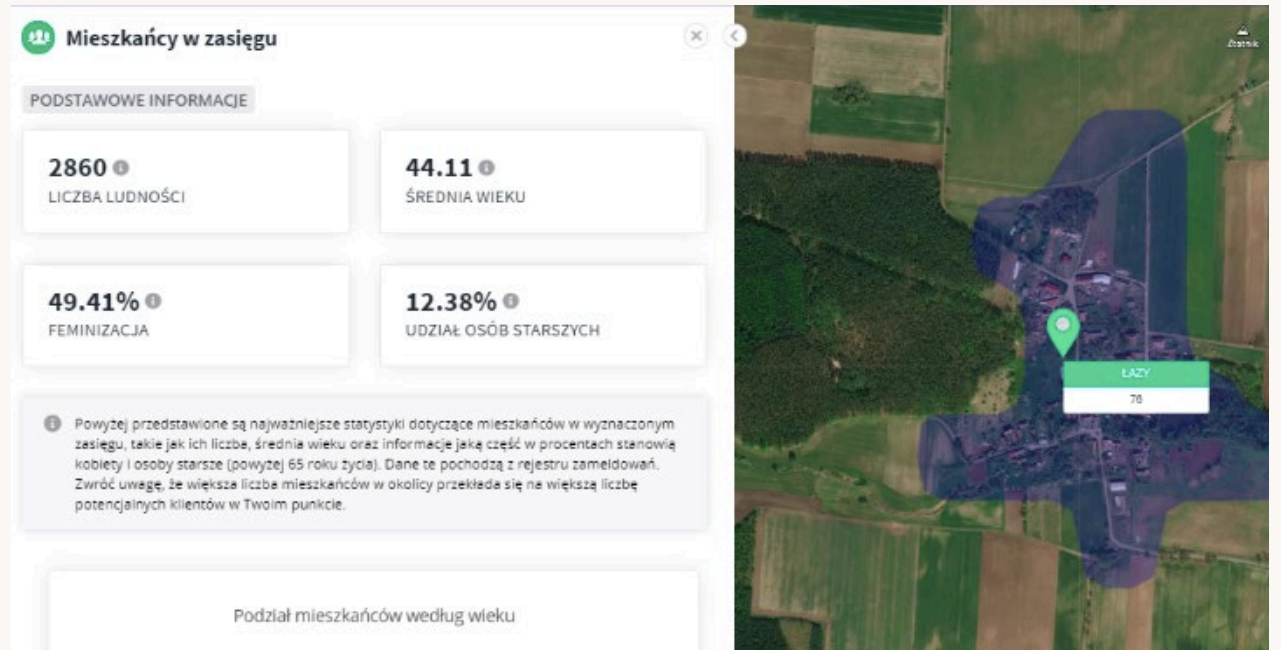 Mieszkańcy w zasięgu
PODSTAWOWE INFORMACJE
2860
LICZBA LUDNOŚCI
44.11
ŚREDNIA WIEKU
49.41%
FEMINIZACJA
12.38%
UDZIAŁ OSÓB STARSZYCH
Powyżej przedstawione są najważniejsze statystyki dotyczące mieszkańców w wyznaczonym
zasięgu, takie jak ich liczba, średnia wieku oraz informacje jaką część w procentach stanowią
kobiety i osoby starsze (powyżej 65 roku życia). Dane te pochodzą z rejestru zameldowań.
Zwróć uwagę, że większa liczba mieszkańców w okolicy przekłada się na większą liczbę
potencjalnych klientów w Twoim punkcie.
Podział mieszkańców według wieku
ŁAZY
76